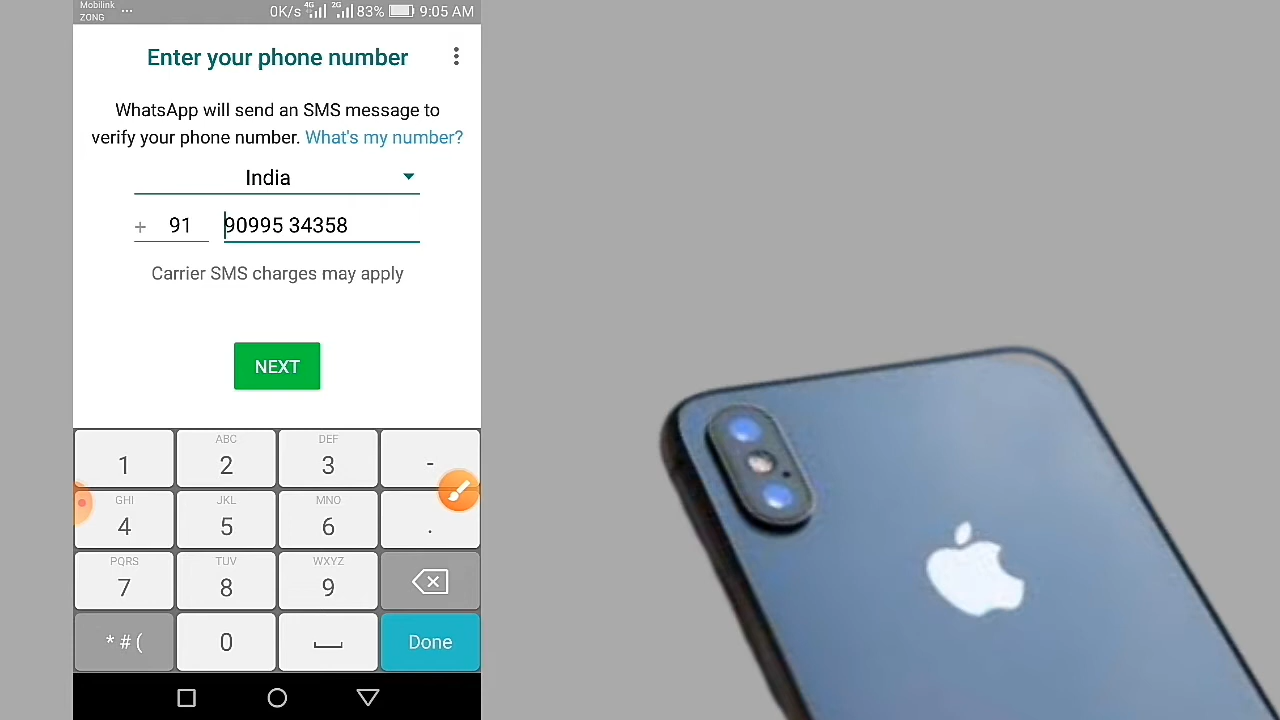 Mobilink ...
ZONG
0K/s 4G 2G 83% 9:05 AM
Enter your phone number
WhatsApp will send an SMS message to
verify your phone number. What's my number?
India
+ 91 90995 34358
Carrier SMS charges may apply
NEXT
1 ABC 2 DEF 3 -
GHI 4 JKL 5 MNO 6 .
PQRS 7 TUV 8 WXYZ 9
* # ( 0 Done